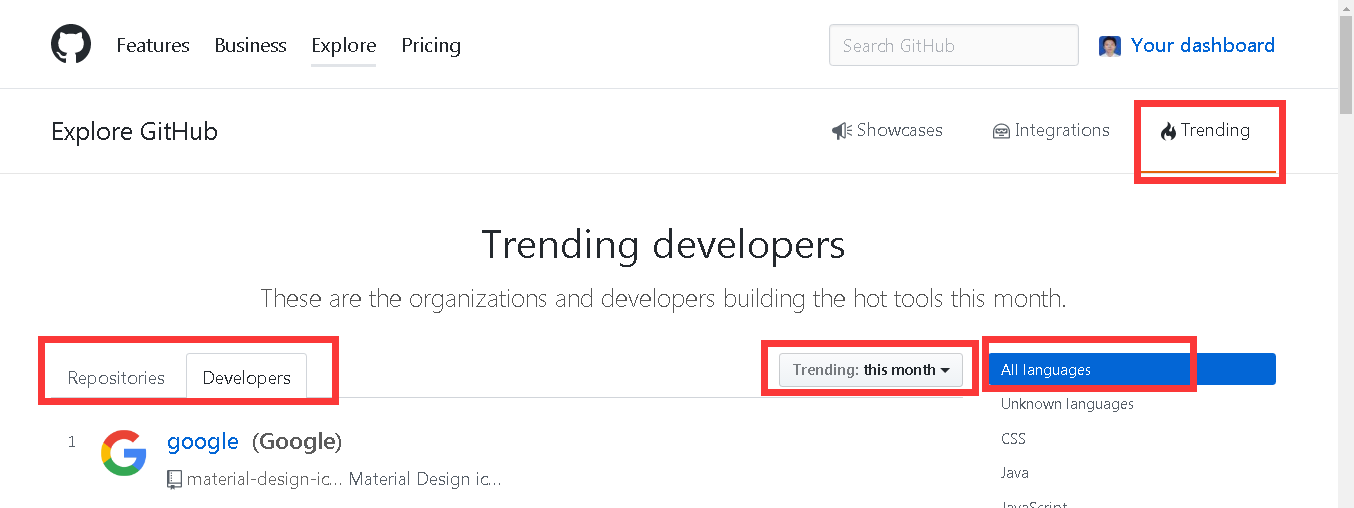 Features Business Explore Pricing Search GitHub Your dashboard
Explore GitHub Showcases Integrations Trending
Trending developers
These are the organizations and developers building the hot tools this month.
Repositories Developers Trending: this month
1 google (Google)
material-design-ic... Material Design ic...
All languages
Unknown languages
CSS
Java
JavaScript